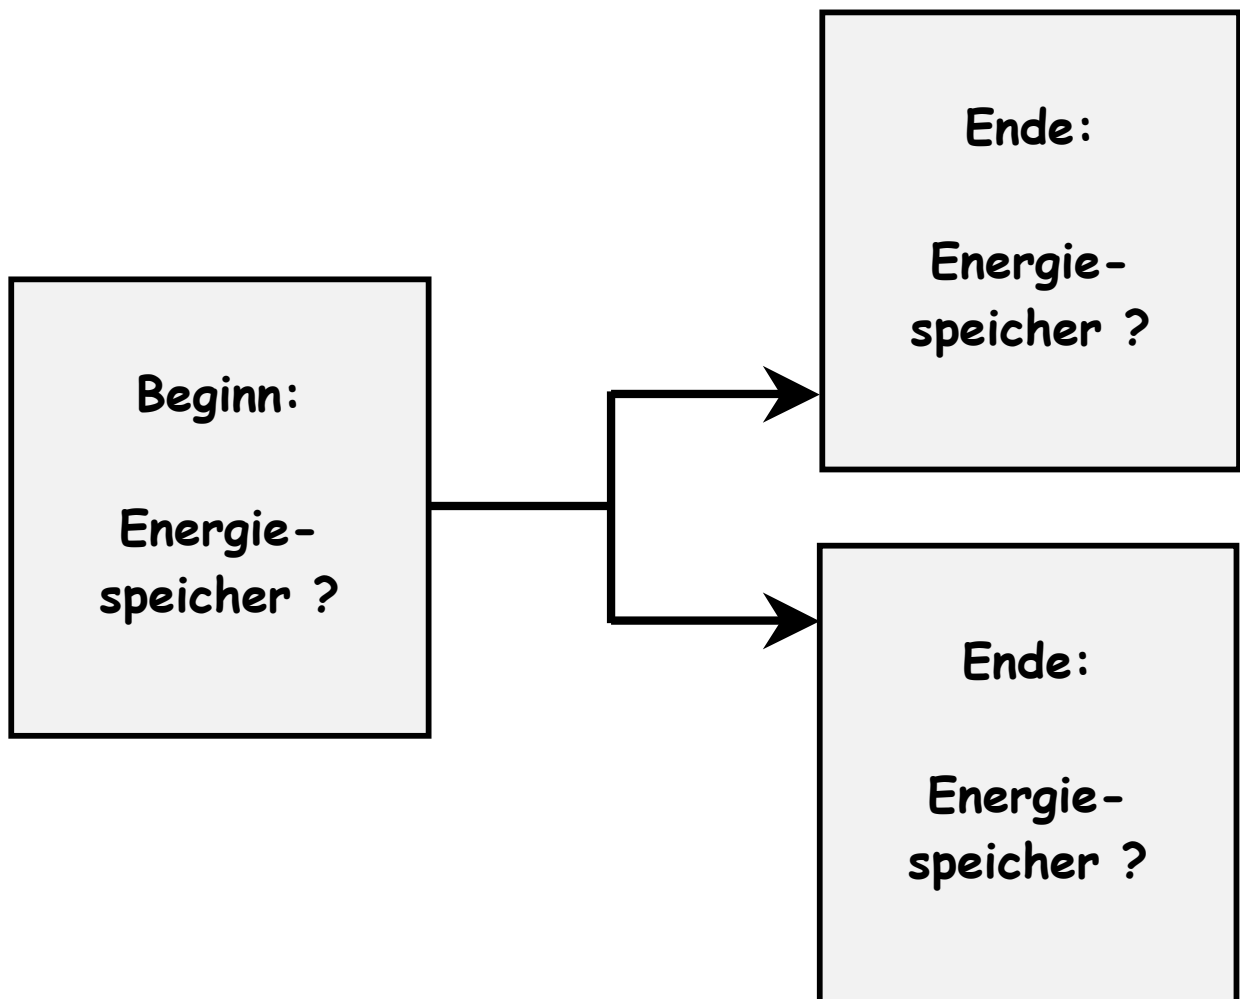 Ende:
Energie-
speicher ?
Beginn:
Energie-
speicher ?
Ende:
Energie-
speicher ?